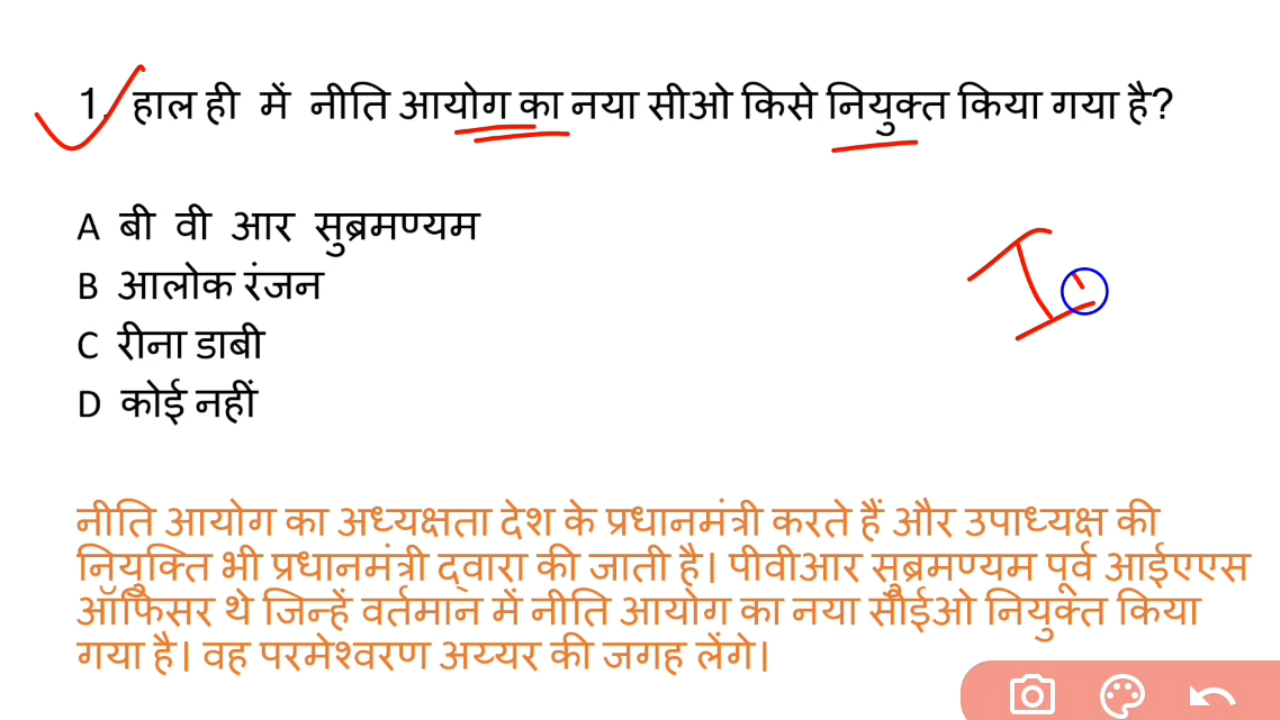 1. हाल ही में नीति आयोग का नया सीओ किसे नियुक्त किया गया है?
A बी वी आर सुब्रमण्यम
B आलोक रंजन
C रीना डाबी
D कोई नहीं
नीति आयोग का अध्यक्षता देश के प्रधानमंत्री करते हैं और उपाध्यक्ष की
नियुक्ति भी प्रधानमंत्री द्वारा की जाती है। पीवीआर सुब्रमण्यम पूर्व आईएएस
ऑफिसर थे जिन्हें वर्तमान में नीति आयोग का नया सीईओ नियुक्त किया
गया है। वह परमेश्वरण अय्यर की जगह लेंगे।